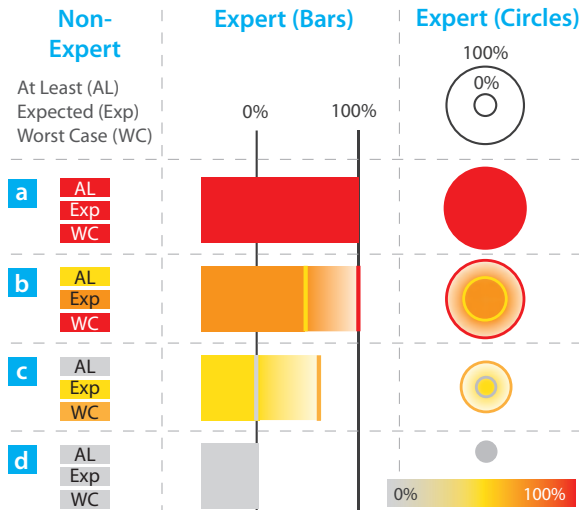 Non-
Expert
Expert (Bars)
Expert (Circles)
At Least (AL)
Expected (Exp)
Worst Case (WC)
0%
100%
100%
0%
a
AL
Exp
WC
b
AL
Exp
WC
c
AL
Exp
WC
d
AL
Exp
WC
0%
100%